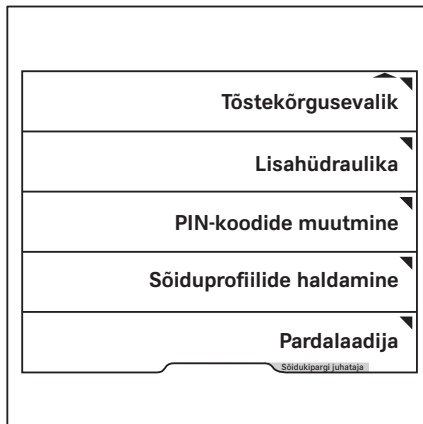 Tõstekõrgusevalik
Lisahüdraulika
PIN-koodide muutmine
Sõiduprofiilide haldamine
Pardalaadija
Sõidukipargi juhataja